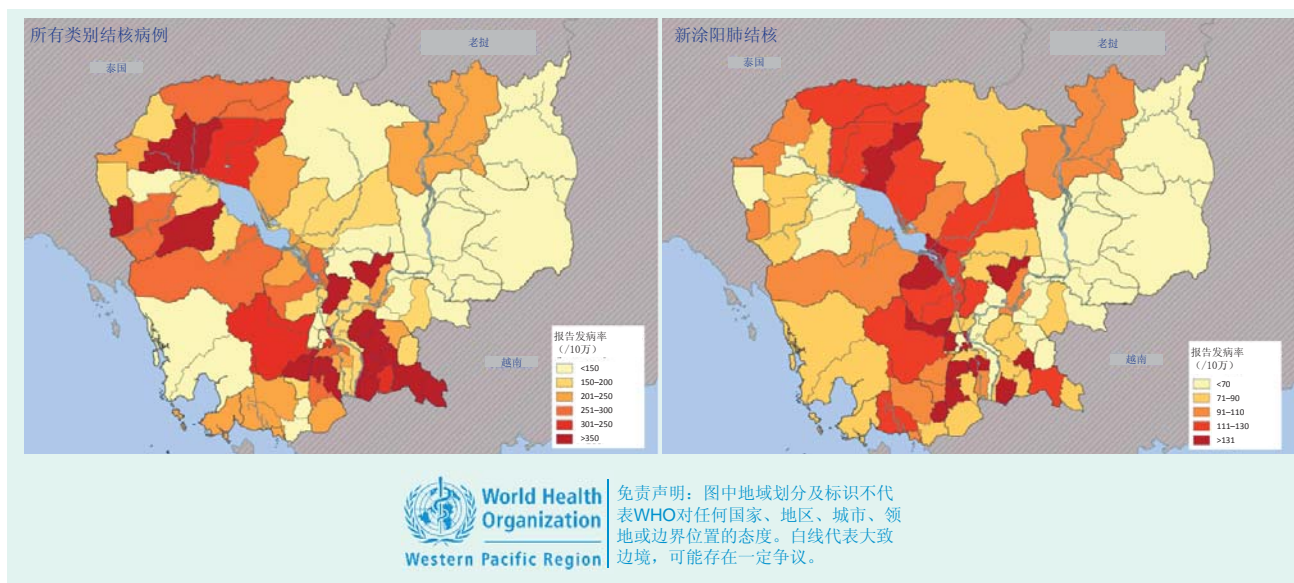 所有类别结核病例
老挝
泰国
越南
报告发病率
（/10万）
<150
150–200
201–250
251–300
301–250
>350
新涂阳肺结核
老挝
泰国
越南
报告发病率
（/10万）
<70
71–90
91–110
111–130
>131
World Health
Organization
Western Pacific Region
免责声明：图中地域划分及标识不代
表WHO对任何国家、地区、城市、领
地或边界位置的态度。白线代表大致
边境，可能存在一定争议。